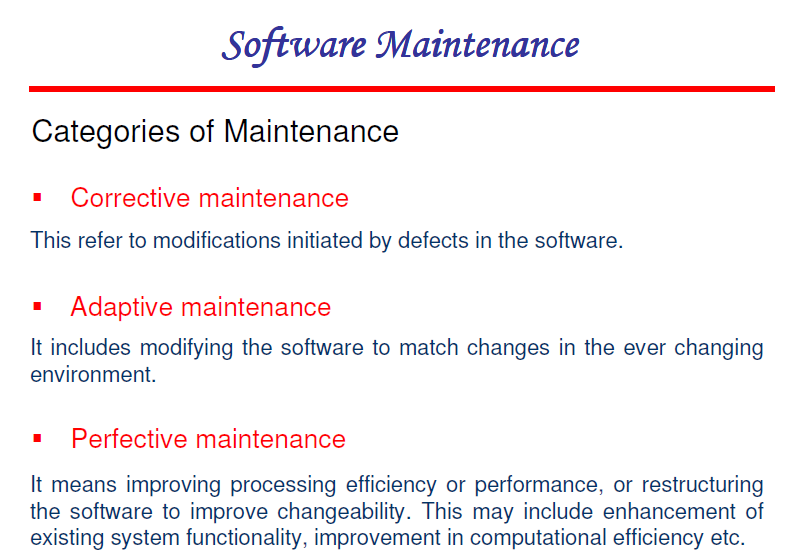 Software Maintenance
Categories of Maintenance
▪ Corrective maintenance
This refer to modifications initiated by defects in the software.
▪ Adaptive maintenance
It includes modifying the software to match changes in the ever changing
environment.
▪ Perfective maintenance
It means improving processing efficiency or performance, or restructuring
the software to improve changeability. This may include enhancement of
existing system functionality, improvement in computational efficiency etc.